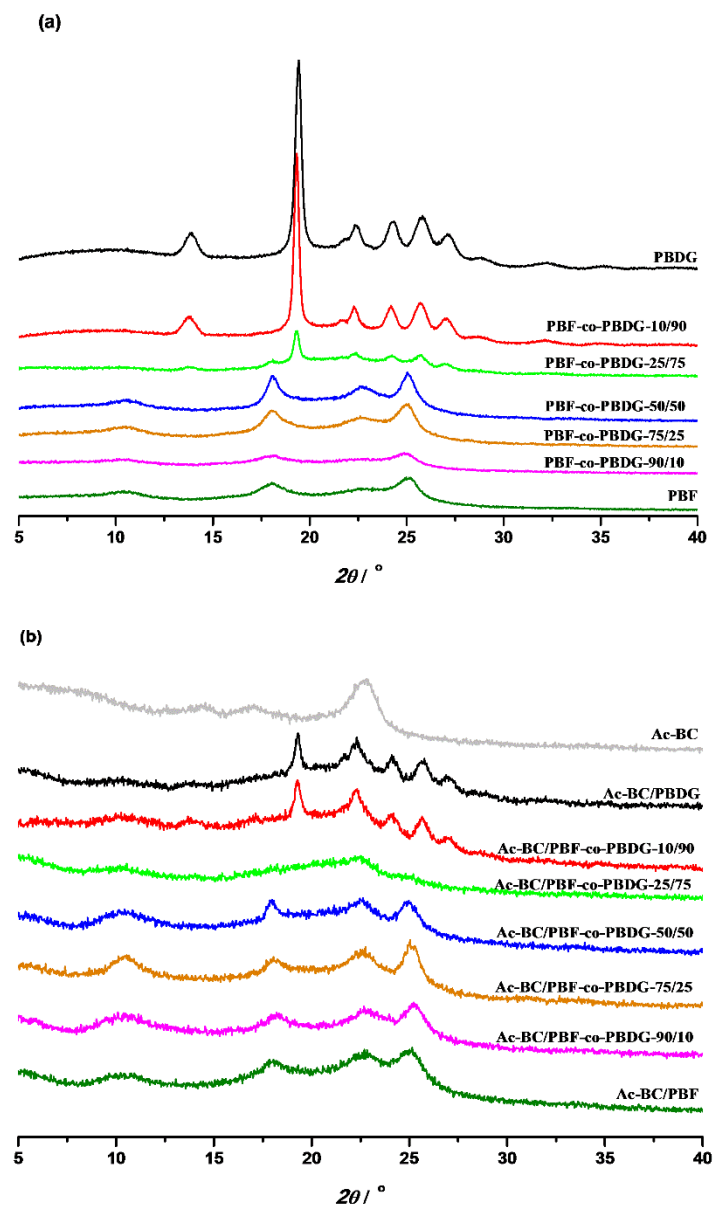 (a)
PBDG
PBF-co-PBDG-10/90
PBF-co-PBDG-25/75
PBF-co-PBDG-50/50
PBF-co-PBDG-75/25
PBF-co-PBDG-90/10
PBF
5 10 15 20 25 30 35 40
2θ / °
(b)
Ac-BC
Ac-BC/PBDG
Ac-BC/PBF-co-PBDG-10/90
Ac-BC/PBF-co-PBDG-25/75
Ac-BC/PBF-co-PBDG-50/50
Ac-BC/PBF-co-PBDG-75/25
Ac-BC/PBF-co-PBDG-90/10
Ac-BC/PBF
5 10 15 20 25 30 35 40
2θ / °